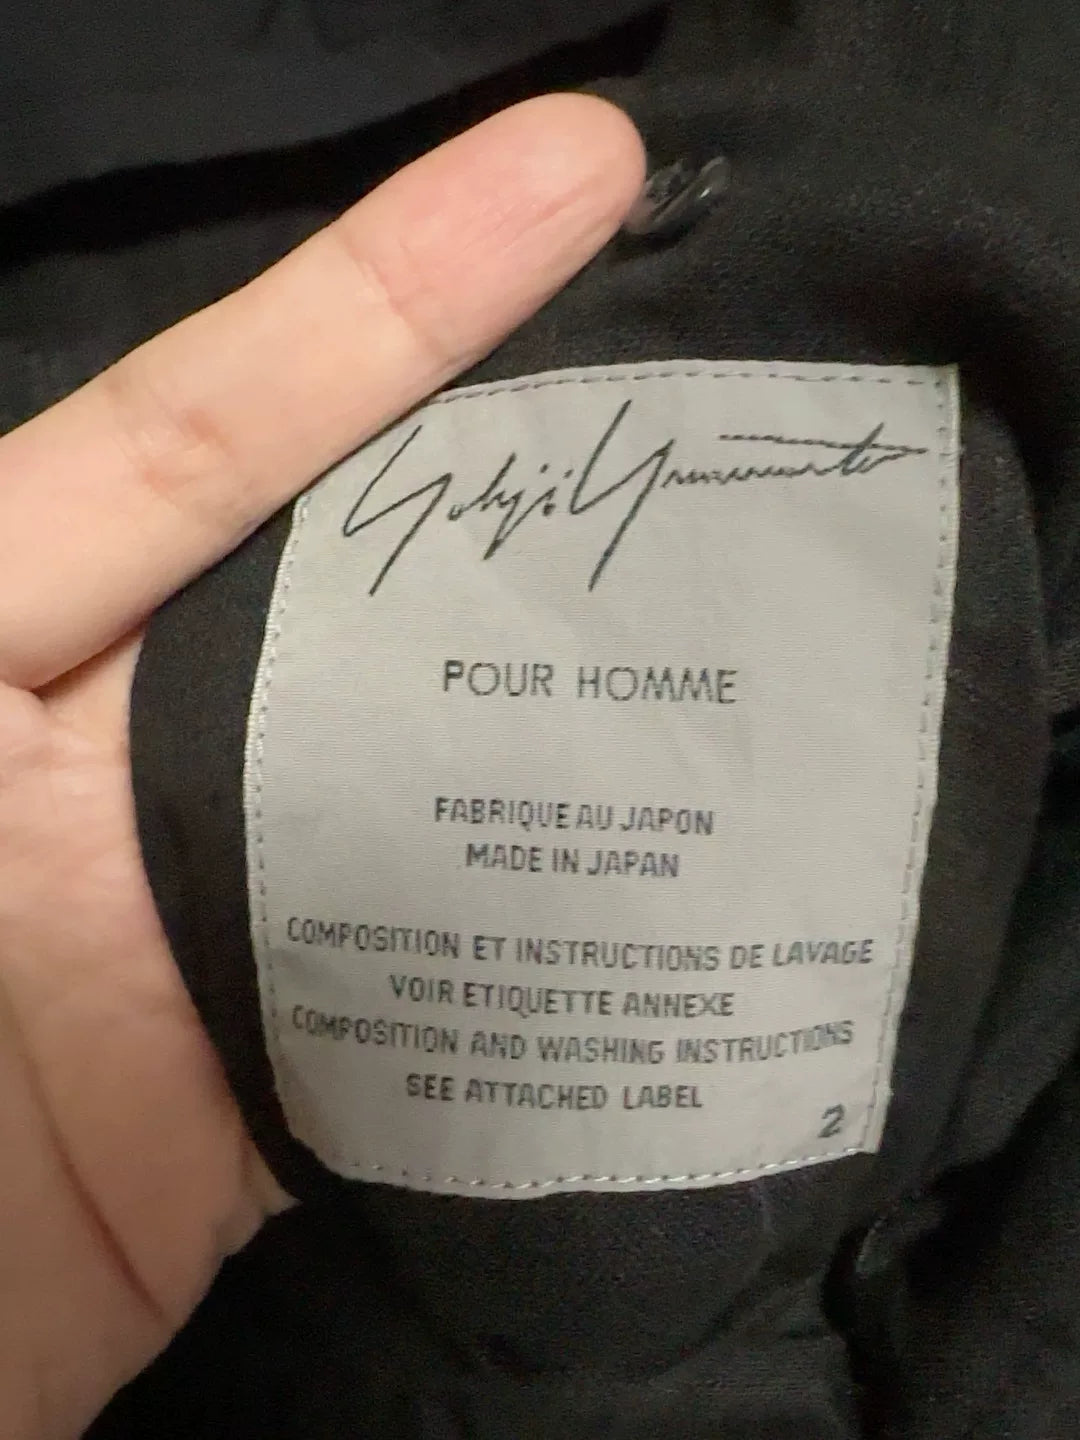 Yohji Yamamoto
POUR HOMME
FABRIQUE AU JAPON
MADE IN JAPAN
COMPOSITION ET INSTRUCTIONS DE LAVAGE
VOIR ETIQUETTE ANNEXE
COMPOSITION AND WASHING INSTRUCTIONS
SEE ATTACHED LABEL
2